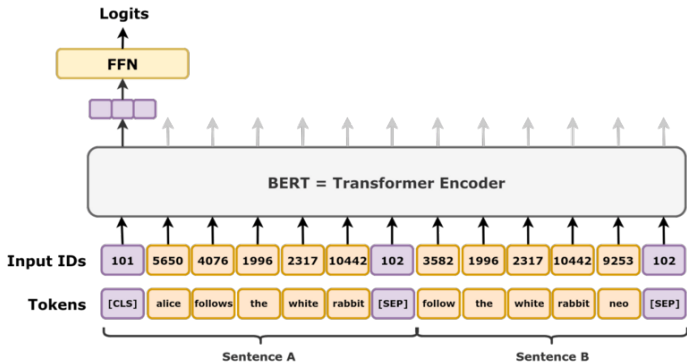 Logits
FFN
BERT = Transformer Encoder
Input IDs 101 5650 4076 1996 2317 10442 102 3582 1996 2317 10442 9253 102
Tokens [CLS] alice follows the white rabbit [SEP] follow the white rabbit neo [SEP]
Sentence A Sentence B